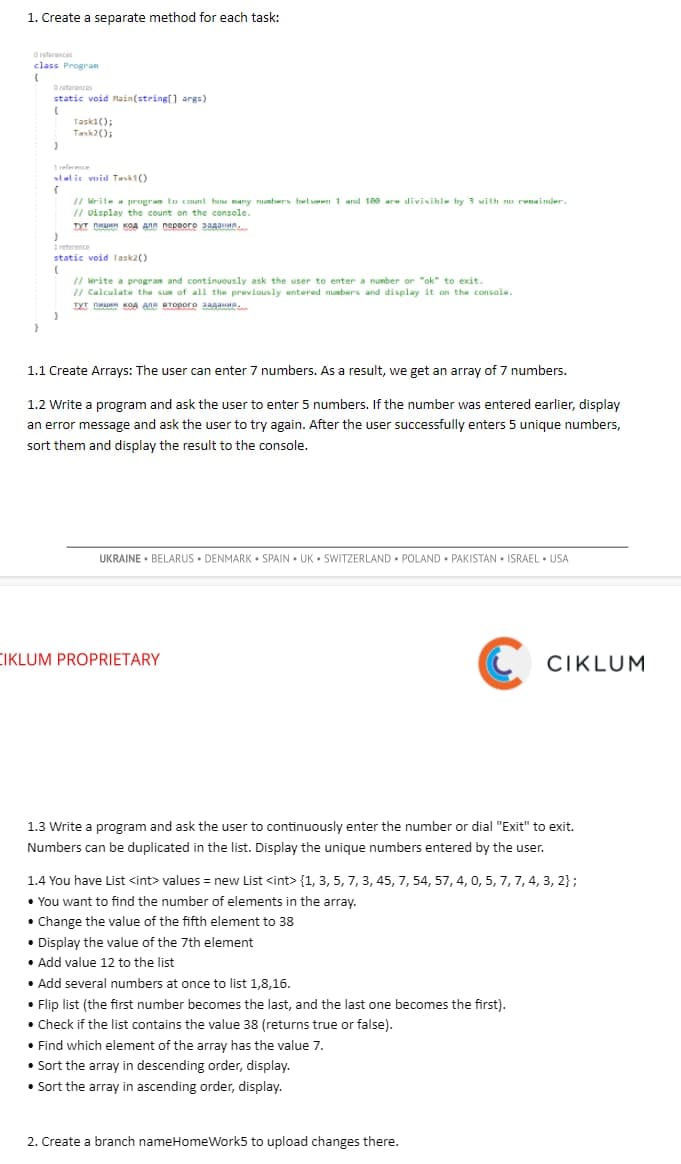 1. Create a separate method for each task:
0 references
class Program
{
0 references
static void Main(string[] args)
{
Task1();
Task2();
}
1 reference
static void Task1()
{
// Write a program to count how many numbers between 1 and 100 are divisible by 3 with no remainder.
// Display the count on the console.
тут пишем код для первого задания.
}
1 reference
static void Task2()
{
// Write a program and continuously ask the user to enter a number or "ok" to exit.
// Calculate the sum of all the previously entered numbers and display it on the console.
тут пишем код для второго задания.
}
}
1.1 Create Arrays: The user can enter 7 numbers. As a result, we get an array of 7 numbers.
1.2 Write a program and ask the user to enter 5 numbers. If the number was entered earlier, display
an error message and ask the user to try again. After the user successfully enters 5 unique numbers,
sort them and display the result to the console.
UKRAINE • BELARUS • DENMARK • SPAIN • UK • SWITZERLAND • POLAND • PAKISTAN • ISRAEL • USA
CIKLUM PROPRIETARY
CIKLUM
1.3 Write a program and ask the user to continuously enter the number or dial "Exit" to exit.
Numbers can be duplicated in the list. Display the unique numbers entered by the user.
1.4 You have List <int> values = new List <int> {1, 3, 5, 7, 3, 45, 7, 54, 57, 4, 0, 5, 7, 7, 4, 3, 2} ;
• You want to find the number of elements in the array.
• Change the value of the fifth element to 38
• Display the value of the 7th element
• Add value 12 to the list
• Add several numbers at once to list 1,8,16.
• Flip list (the first number becomes the last, and the last one becomes the first).
• Check if the list contains the value 38 (returns true or false).
• Find which element of the array has the value 7.
• Sort the array in descending order, display.
• Sort the array in ascending order, display.
2. Create a branch nameHomeWork5 to upload changes there.